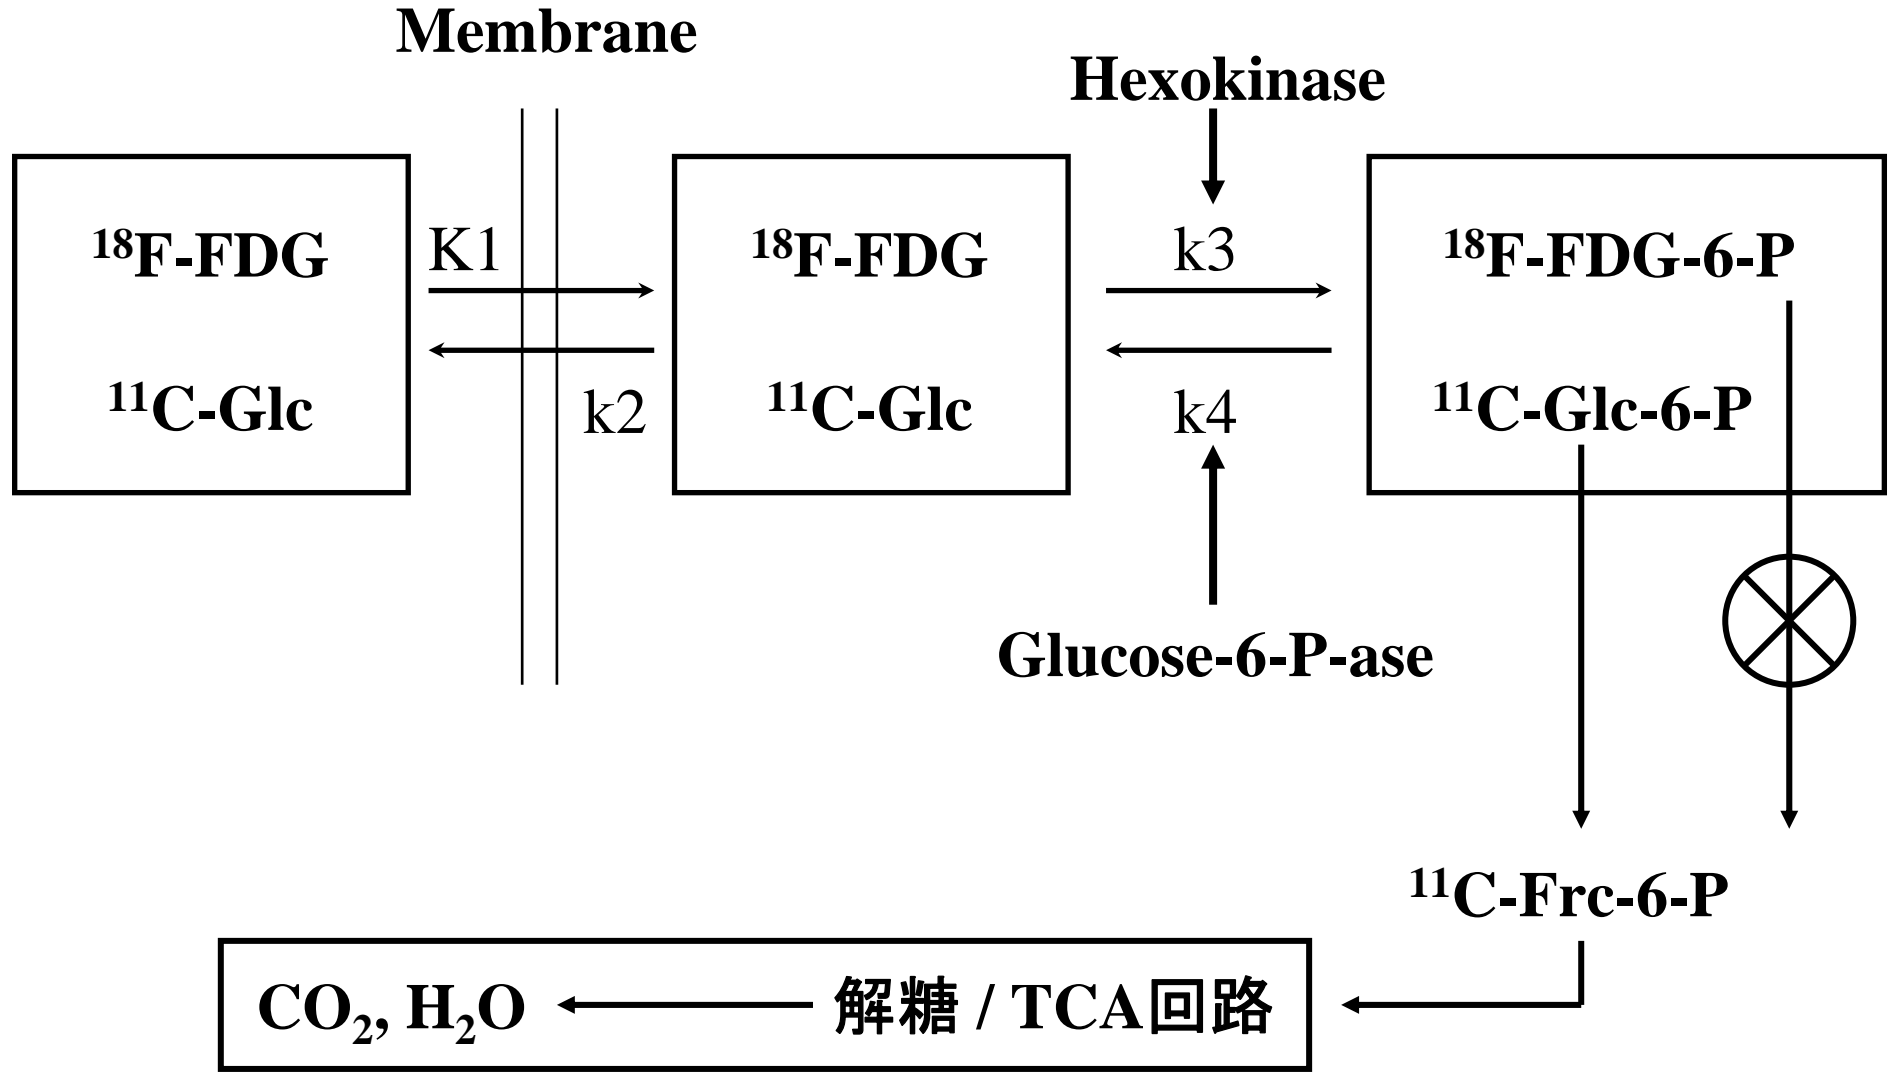 Membrane
Hexokinase
¹⁸F-FDG
K1
¹⁸F-FDG
k3
¹⁸F-FDG-6-P
¹¹C-Glc
k2
¹¹C-Glc
k4
¹¹C-Glc-6-P
Glucose-6-P-ase
¹¹C-Frc-6-P
CO₂, H₂O
解糖 / TCA回路